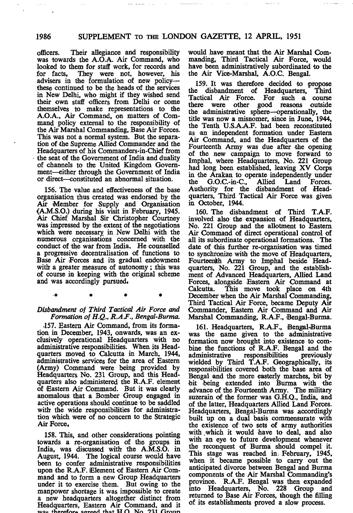 1986 SUPPLEMENT TO THE LONDON GAZETTE, 12 APRIL, 1951
officers. Their allegiance and responsibility
was towards the A.O.A. Air Command, who
looked to them for staff work, for records and
for facts, They were not, however, his
advisers in the formulation of new policy—
these continued to be the heads of the services
in New Delhi, who might if they wished send
their own staff officers from Delhi or come
themselves to make representations to the
A.O.A., Air Command, on matters of Com-
mand policy external to the responsibility of
the Air Marshal Commanding, Base Air Forces.
This was not a normal system. But the separa-
tion of the Supreme Allied Commander and the
Headquarters of his Commanders-in-Chief from
the seat of the Government of India and duality
of channels to the United Kingdom Govern-
ment—either through the Government of India
or direct—constituted an abnormal situation.
156. The value and effectiveness of the base
organisation thus created was endorsed by the
Air Member for Supply and Organisation
(A.M.S.O.) during his visit in February, 1945.
Air Chief Marshal Sir Christopher Courtney
was impressed by the extent of the negotiations
which were necessary in New Delhi with the
numerous organisations concerned with the
conduct of the war from India. He counselled
a progressive decentralisation of functions to
Base Air Forces and its gradual endowment
with a greater measure of autonomy; this was
of course in keeping with the original scheme
and was accordingly pursued.
* * *
Disbandment of Third Tactical Air Force and
Formation of H.Q., R.A.F., Bengal-Burma.
157. Eastern Air Command, from its forma-
tion in December, 1943, onwards, was an ex-
clusively operational Headquarters with no
administrative responsibilities. When its Head-
quarters moved to Calcutta in March, 1944,
administrative services for the area of Eastern
(Army) Command were being provided by
Headquarters, No. 231 Group, and this Head-
quarters also administered the R.A.F. element
of Eastern Air Command. But it was clearly
anomalous that a Bomber Group engaged in
active operations should continue to be saddled
with the wide responsibilities for administra-
tion which were of no concern to the Strategic
Air Force.
158. This, and other considerations pointing
towards a re-organisation of the groups in
India, was discussed with the A.M.S.O. in
August, 1944. The logical course would have
been to confer administrative responsibilities
upon the R.A.F. Element of Eastern Air Com-
mand and to form a new Group Headquarters
under it to exercise them. But owing to the
manpower shortage it was impossible to create
a new headquarters altogether distinct from
Headquarters, Eastern Air Command, and it
was therefore agreed that H.Q. No. 231 Group
would have meant that the Air Marshal Com-
manding, Third Tactical Air Force, would
have been administratively subordinated to the
the Air Vice-Marshal, A.O.C. Bengal.
159. It was therefore decided to propose
the disbandment of Headquarters, Third
Tactical Air Force. For such a course
there were other good reasons outside
the administrative sphere—operationally, the
title was now a misnomer, since in June, 1944,
the Tenth U.S.A.A.F. had been reconstituted
as an independent formation under Eastern
Air Command, and the Headquarters of the
Fourteenth Army was due after the opening
of the new campaign to move forward to
Imphal, where Headquarters, No. 221 Group
had long been established, leaving XV Corps
in the Arakan to operate independently under
the G.O.C.-in-C., Allied Land Forces.
Authority for the disbandment of Head-
quarters, Third Tactical Air Force was given
in October, 1944.
160. The disbandment of Third T.A.F.
involved also the expansion of Headquarters,
No. 221 Group and the allotment to Eastern
Air Command of direct operational control of
all its subordinate operational formations. The
date of this further re-organisation was timed
to synchronise with the move of Headquarters,
Fourteenth Army to Imphal beside Head-
quarters, No. 221 Group, and the establish-
ment of Advanced Headquarters, Allied Land
Forces, alongside Eastern Air Command at
Calcutta. This move took place on 4th
December when the Air Marshal Commanding,
Third Tactical Air Force, became Deputy Air
Commander, Eastern Air Command and Air
Marshal Commanding, R.A.F., Bengal-Burma.
161. Headquarters, R.A.F., Bengal-Burma
was the name given to the administrative
formation now brought into existence to com-
bine the functions of R.A.F. Bengal and the
administrative responsibilities previously
wielded by Third T.A.F. Geographically, its
responsibilities covered both the base area of
Bengal and the more easterly marches, bit by
bit being extended into Burma with the
advance of the Fourteenth Army. The military
suzerain of the former was G.H.Q., India, and
of the latter, Headquarters Allied Land Forces.
Headquarters, Bengal-Burma was accordingly
built up on a dual basis commensurate with
the existence of two sets of army authorities
with which it would have to deal, and also
with an eye to future development whenever
the reconquest of Burma should compel it.
This stage was reached in February, 1945,
when it became possible to carry out the
anticipated divorce between Bengal and Burma
components of the Air Marshal Commanding's
province. R.A.F. Bengal was then expanded
into Headquarters, No. 228 Group and
returned to Base Air Forces, though the filling
of its establishments proved a slow process.